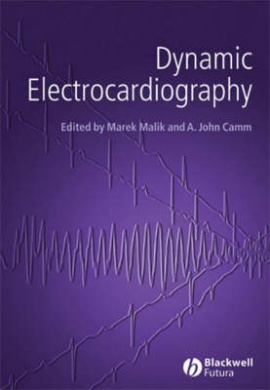 Dynamic
Electrocardiography
Edited by Marek Malik and A. John Camm
Blackwell
Futura